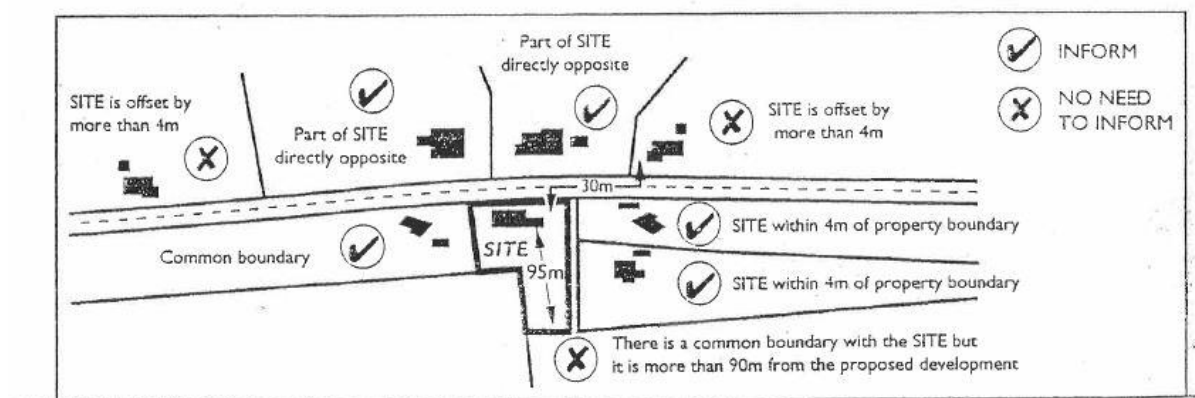 Part of SITE
directly opposite
INFORM
SITE is offset by
more than 4m
Part of SITE
directly opposite
SITE is offset by
more than 4m
NO NEED
TO INFORM
30m
Common boundary
SITE
95m
SITE within 4m of property boundary
SITE within 4m of property boundary
There is a common boundary with the SITE but
it is more than 90m from the proposed development